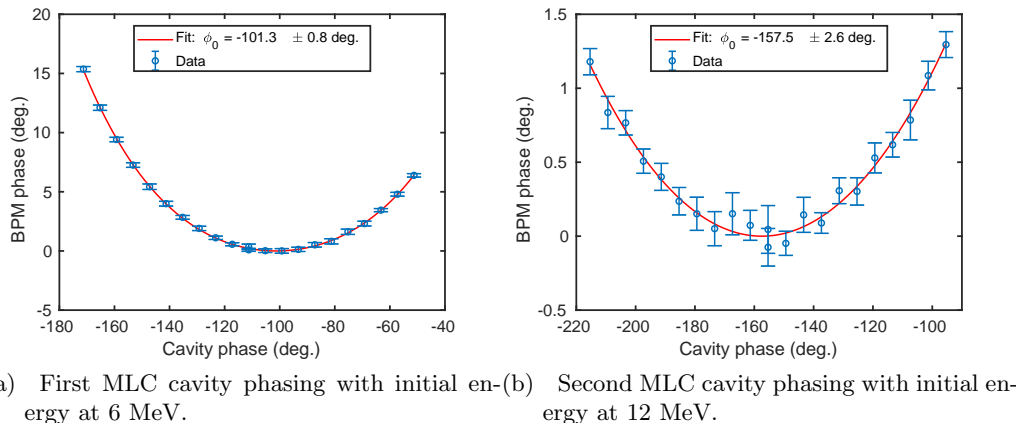 Fit: ϕ0 = -101.3 ± 0.8 deg.
Data
BPM phase (deg.)
20
15
10
5
0
-5
-180 -160 -140 -120 -100 -80 -60 -40
Cavity phase (deg.)
Fit: ϕ0 = -157.5 ± 2.6 deg.
Data
BPM phase (deg.)
1.5
1
0.5
0
-0.5
-220 -200 -180 -160 -140 -120 -100
Cavity phase (deg.)
) First MLC cavity phasing with initial en-
ergy at 6 MeV.
(b) Second MLC cavity phasing with initial en-
ergy at 12 MeV.